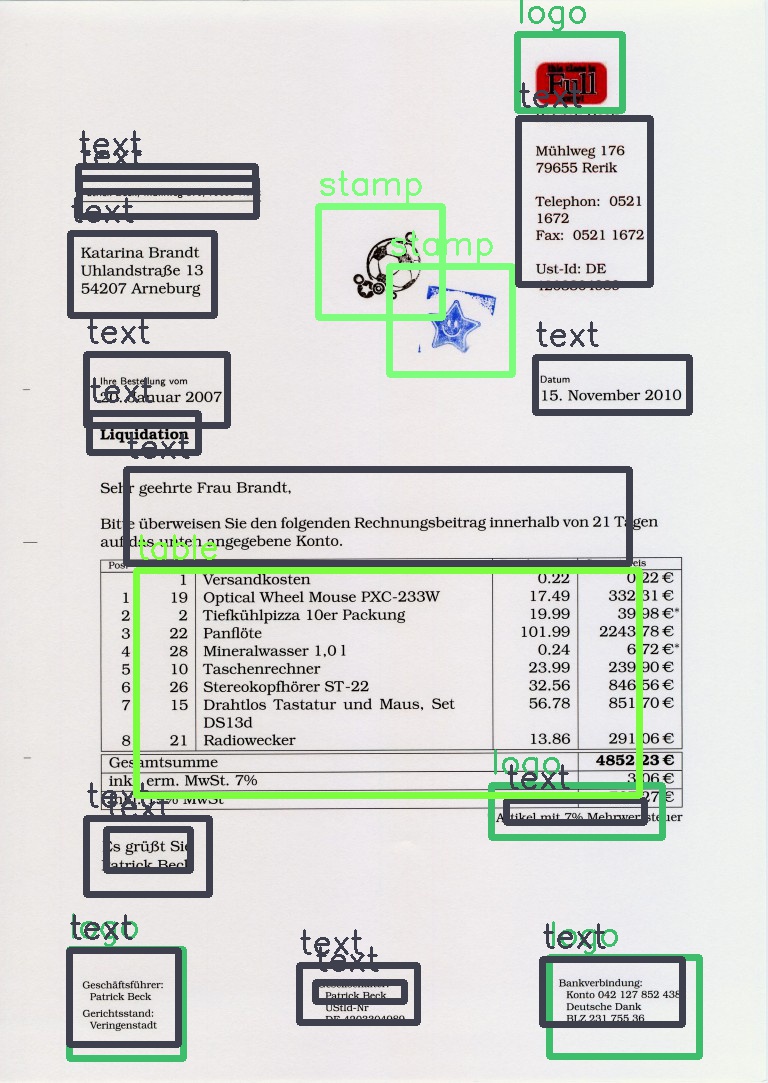 logo
Full
text
Mühlweg 176
79655 Rerik
Telephon: 0521
1672
Fax: 0521 1672
Ust-Id: DE
text
text
text
Katarina Brandt
Uhlandstraße 13
54207 Arneburg
stamp
stamp
text
Ihre Bestellung vom
20. Januar 2007
text
Datum
15. November 2010
text
Liquidation
text
Sehr geehrte Frau Brandt,
Bitte überweisen Sie den folgenden Rechnungsbeitrag innerhalb von 21 Tagen
auf das unten angegebene Konto.
table
Pos.
1 Versandkosten 0.22 0.22 €
1 19 Optical Wheel Mouse PXC-233W 17.49 332.31 €
2 2 Tiefkühlpizza 10er Packung 19.99 39.98 €*
3 22 Panflöte 101.99 2243.78 €
4 28 Mineralwasser 1,0 l 0.24 6.72 €*
5 10 Taschenrechner 23.99 239.90 €
6 26 Stereokopfhörer ST-22 32.56 846.56 €
7 15 Drahtlos Tastatur und Maus, Set 56.78 851.70 €
DS13d
8 21 Radiowecker 13.86 291.06 €
Gesamtsumme 4852.23 €
inkl. erm. MwSt. 7% 3.06 €
MwSt
logo
text
Artikel mit 7% Mehrwertsteuer
text
text
Es grüßt Sie
Patrick Beck
logo
text
Geschäftsführer:
Patrick Beck
Gerichtsstand:
Veringenstadt
text
text
Patrick Beck
UStId-Nr
logo
text
Bankverbindung:
Konto 042 127 852 438
Deutsche Dank
BLZ 231 755 36